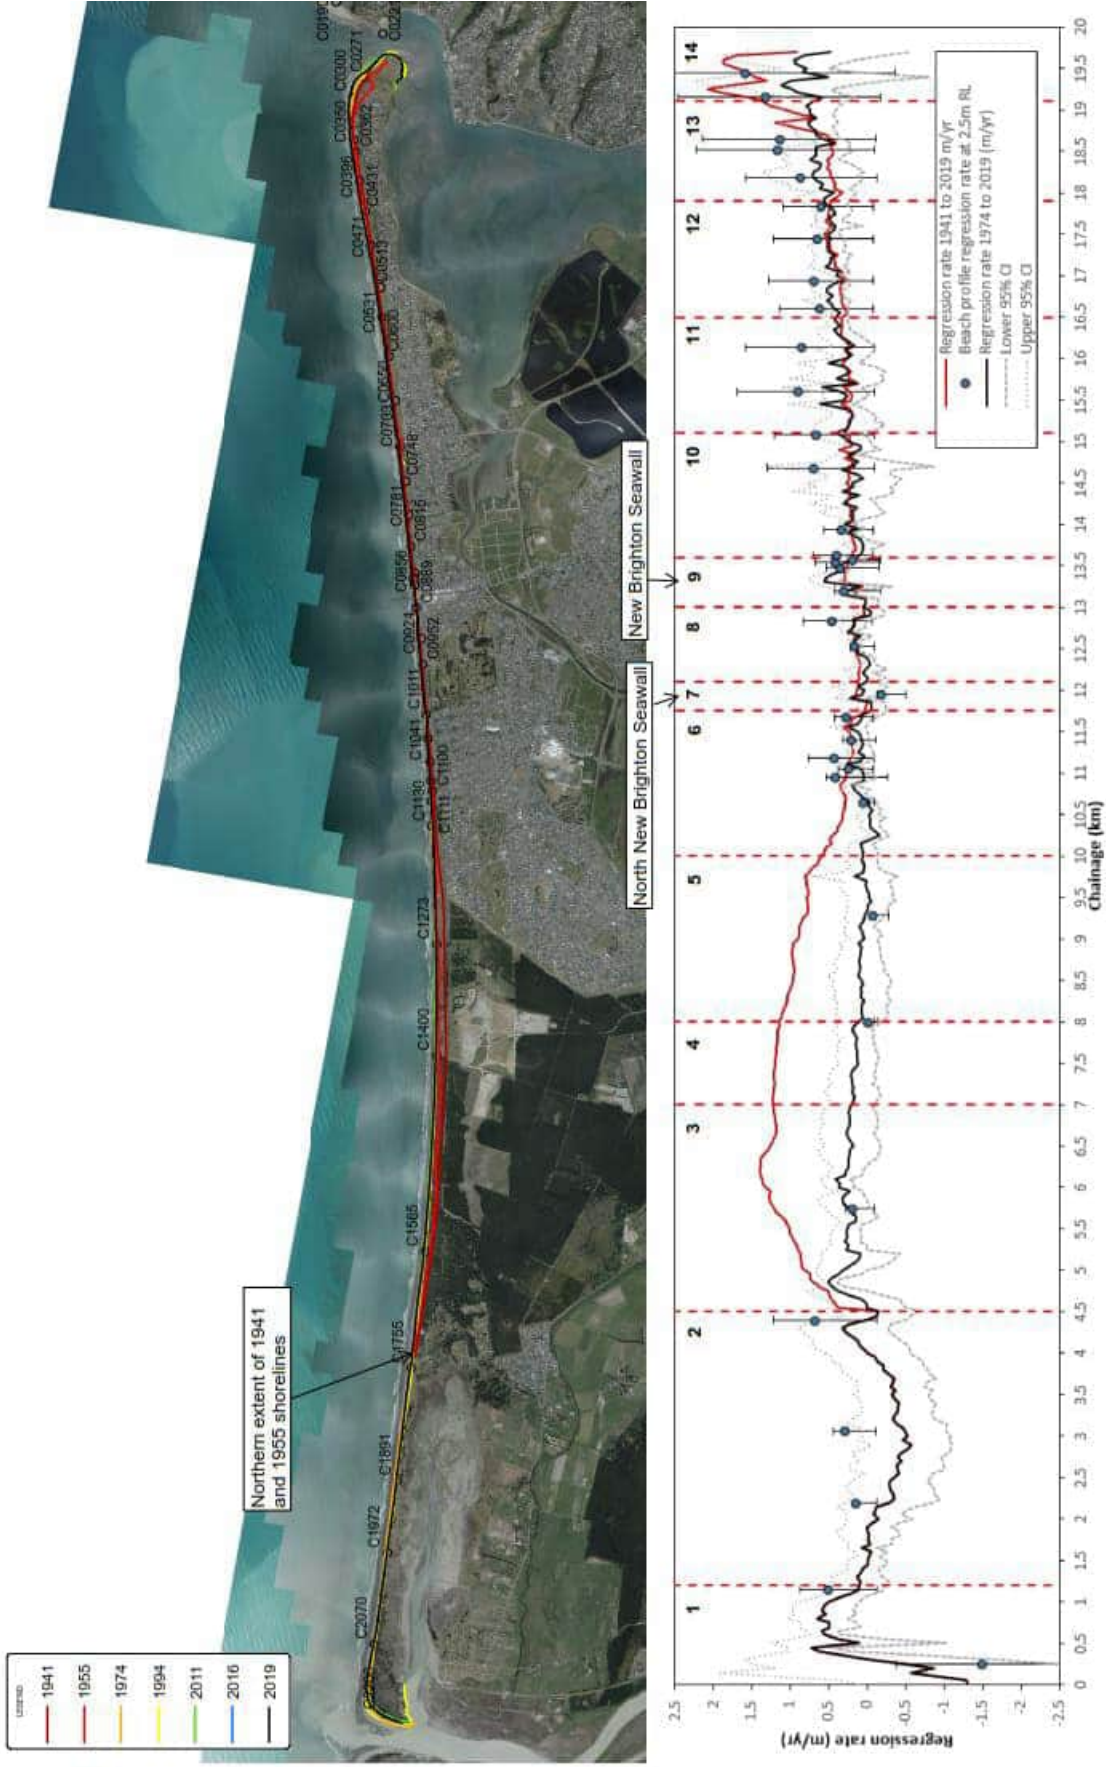 LEGEND
1941
1955
1974
1994
2011
2016
2019
Northern extent of 1941
and 1955 shorelines
C2070
C1972
C1891
C1755
C1565
C1400
C1273
C1130
C1111
C1100
C1041
C1011
C0952
C0924
C0889
C0856
C0815
C0781
C0748
C0703
C0650
C0600
C0531
C0513
C0471
C0431
C0396
C0362
C0350
C0300
C0271
North New Brighton Seawall
New Brighton Seawall
1
2
3
4
5
6
7
8
9
10
11
12
13
14
Regression rate (m/yr)
2.5
2
1.5
1
0.5
0
-0.5
-1
-1.5
-2
-2.5
0
0.5
1
1.5
2
2.5
3
3.5
4
4.5
5
5.5
6
6.5
7
7.5
8
8.5
9
9.5
10
10.5
11
11.5
12
12.5
13
13.5
14
14.5
15
15.5
16
16.5
17
17.5
18
18.5
19
19.5
20
Chainage (km)
Regression rate 1941 to 2019 m/yr
Beach profile regression rate at 2.5m RL
Regression rate 1974 to 2019 (m/yr)
Lower 95% CI
Upper 95% CI